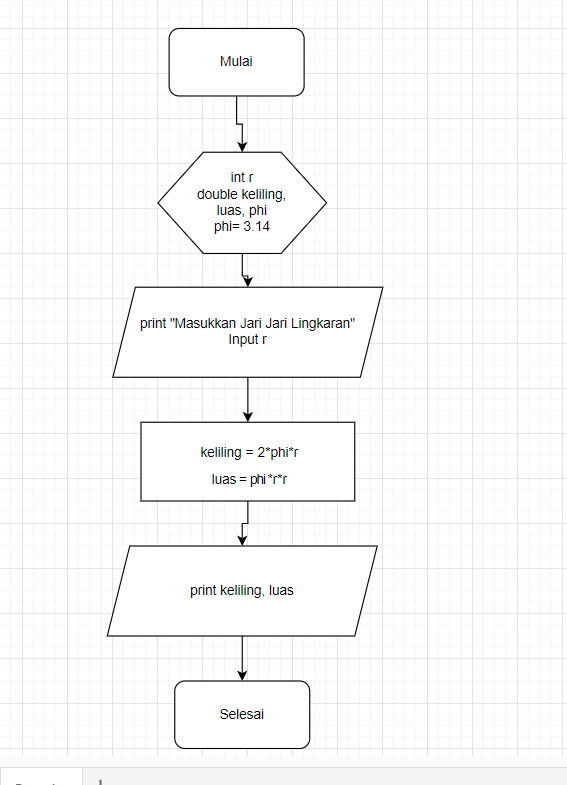 Mulai
int r
double keliling,
luas, phi
phi= 3.14
print "Masukkan Jari Jari Lingkaran"
Input r
keliling = 2*phi*r
luas = phi*r*r
print keliling, luas
Selesai